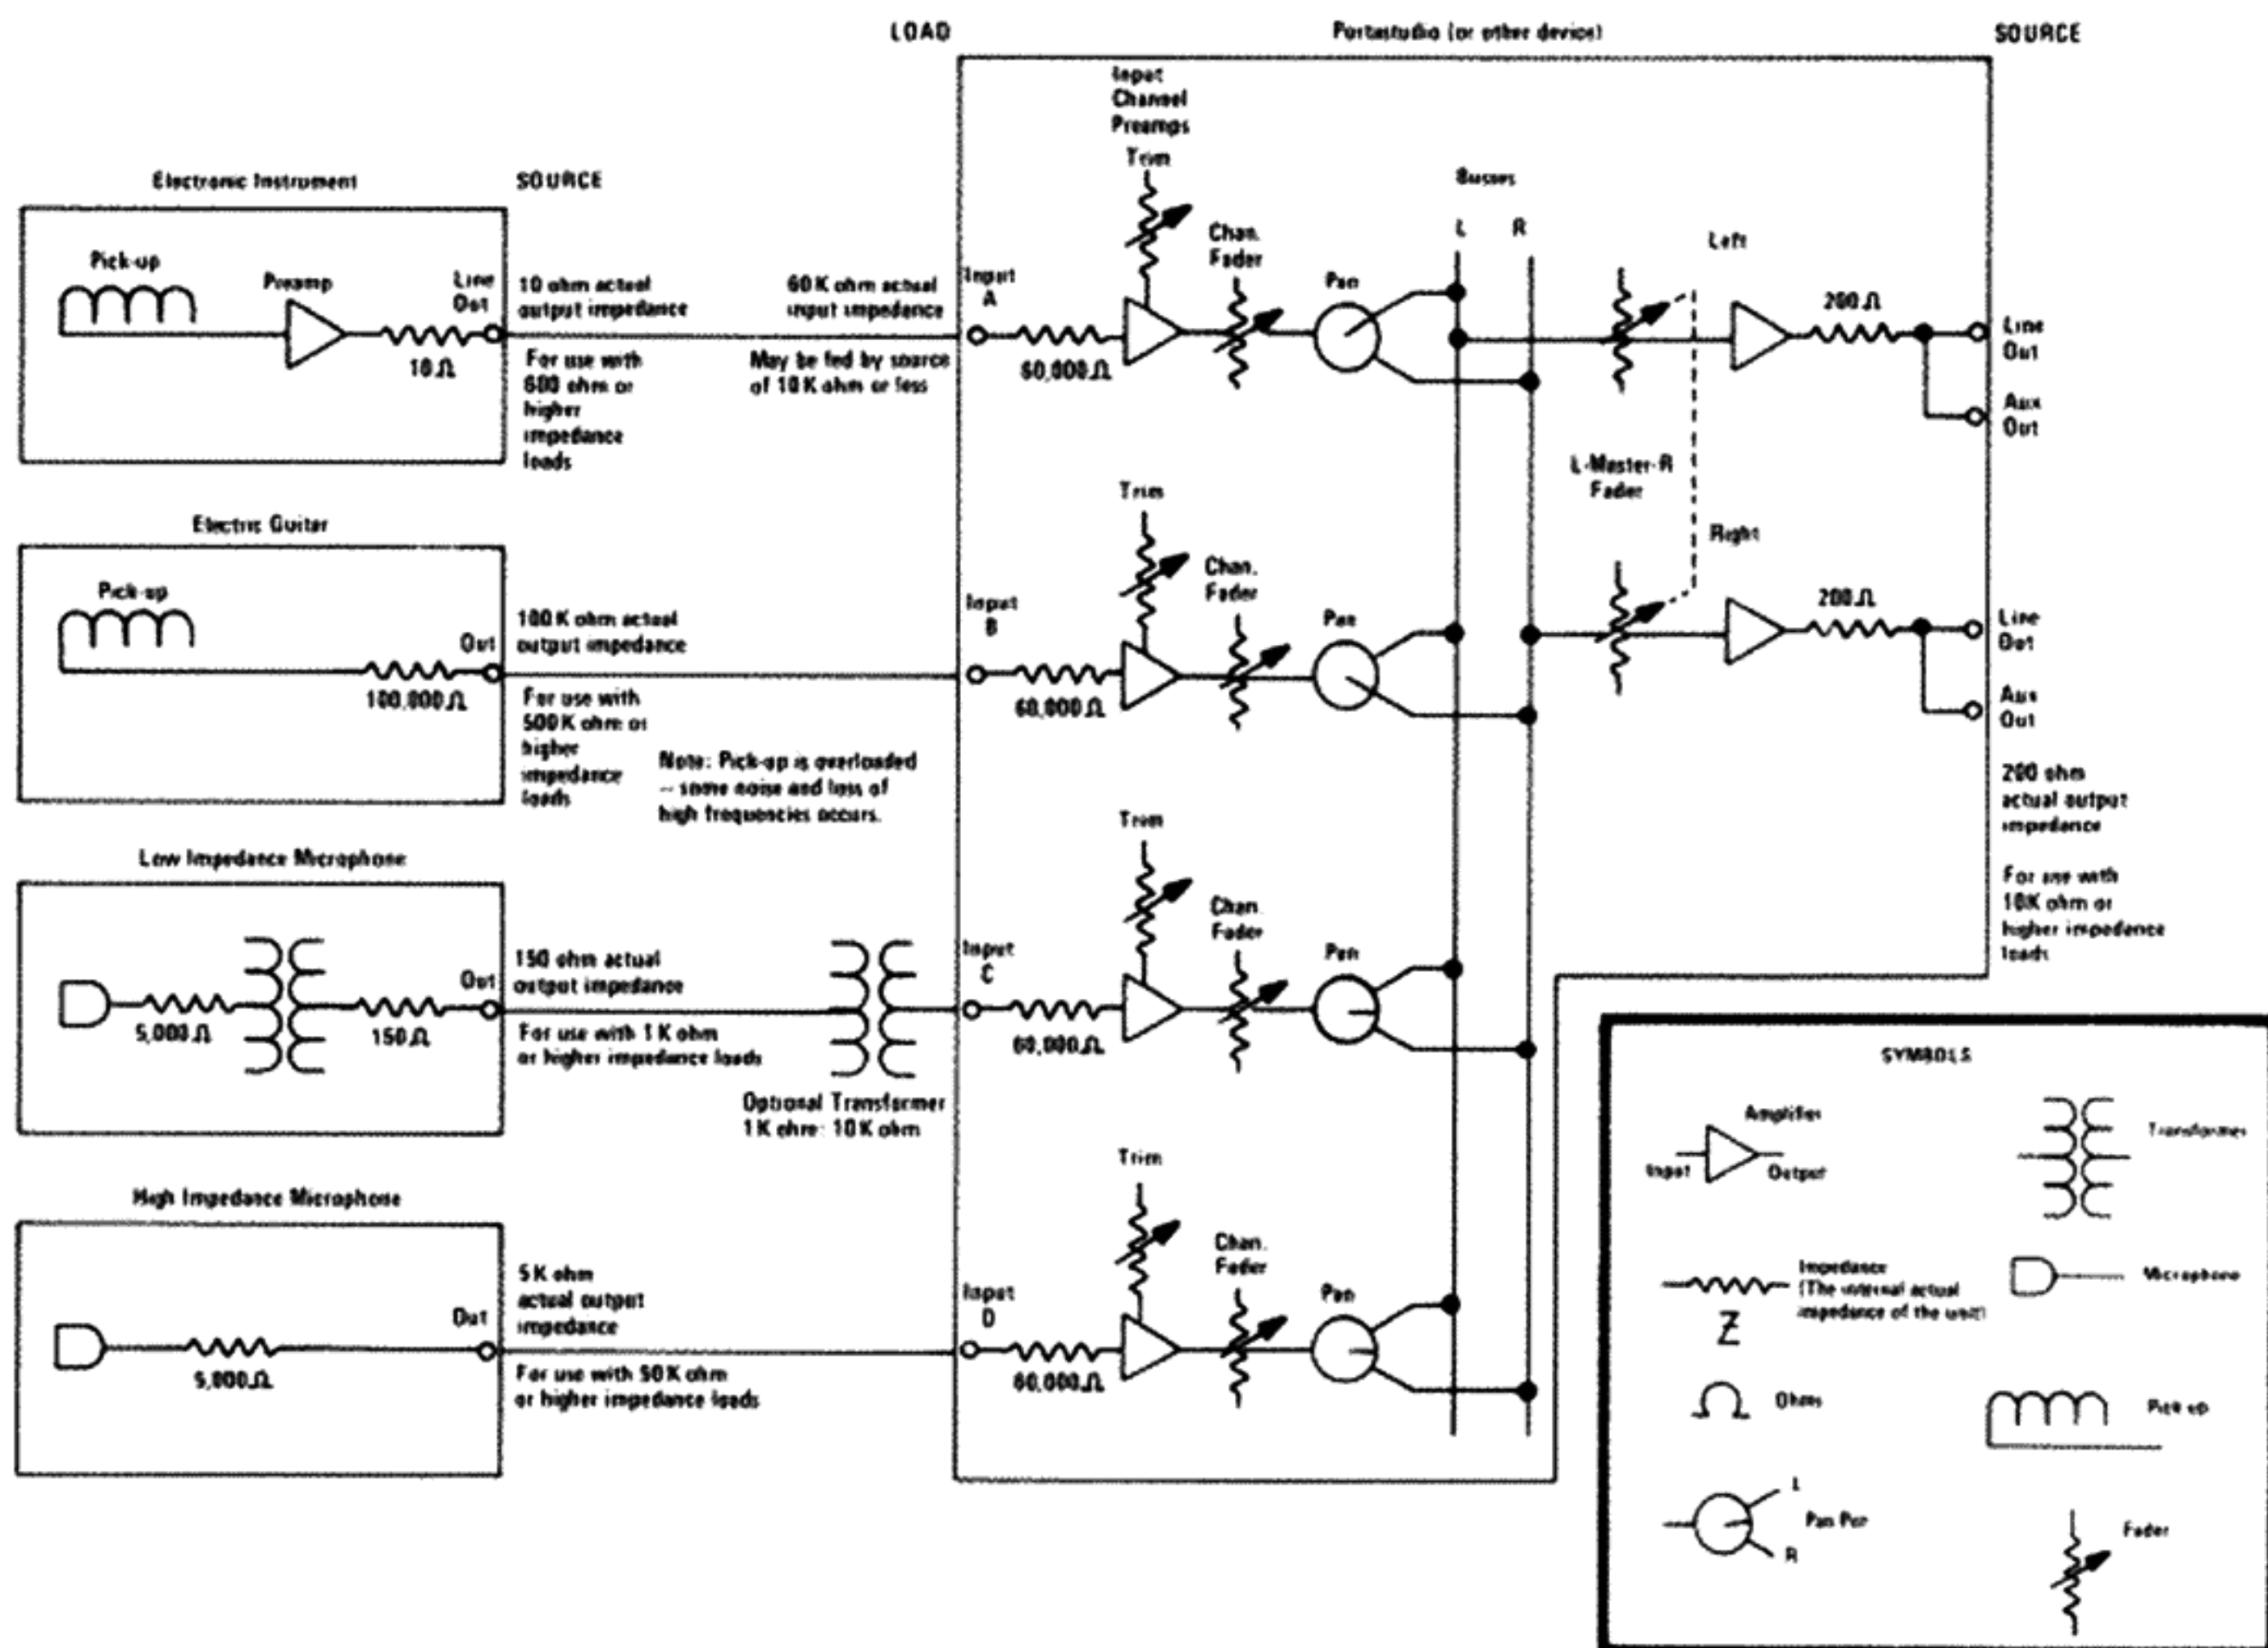 LOAD
Portastudio (or other device)
SOURCE
Input
Channel
Preamps
Trim
Electronic Instrument
SOURCE
Busses
L
R
Left
Chan.
Fader
Pick-up
Preamp
Line
Out
10 ohm actual
output impedance
60 K ohm actual
input impedance
Input
A
Pan
200 Ω
Line
Out
10 Ω
For use with
600 ohm or
higher
impedance
loads
May be fed by source
of 10 K ohm or less
60,000 Ω
Aux
Out
L-Master-R
Fader
Trim
Electric Guitar
Right
Pick-up
Chan.
Fader
Out
100 K ohm actual
output impedance
Input
B
Pan
200 Ω
Line
Out
100,000 Ω
For use with
500 K ohm or
higher
impedance
loads
60,000 Ω
Aux
Out
Note: Pick-up is overloaded
– some noise and loss of
high frequencies occurs.
200 ohm
actual output
impedance
For use with
10K ohm or
higher impedance
loads
Trim
Low Impedance Microphone
Chan.
Fader
Out
150 ohm actual
output impedance
Input
C
Pan
5,000 Ω
150 Ω
For use with 1 K ohm
or higher impedance loads
60,000 Ω
Optional Transformer
1 K ohm: 10 K ohm
Trim
High Impedance Microphone
Chan.
Fader
Out
5 K ohm
actual output
impedance
Input
D
Pan
5,000 Ω
For use with 50 K ohm
or higher impedance loads
60,000 Ω
SYMBOLS
Amplifier
Input
Output
Transformer
Impedance
(The internal actual
impedance of the unit)
Z
Microphone
Ω
Ohms
Pick up
L
Pan Pot
R
Fader